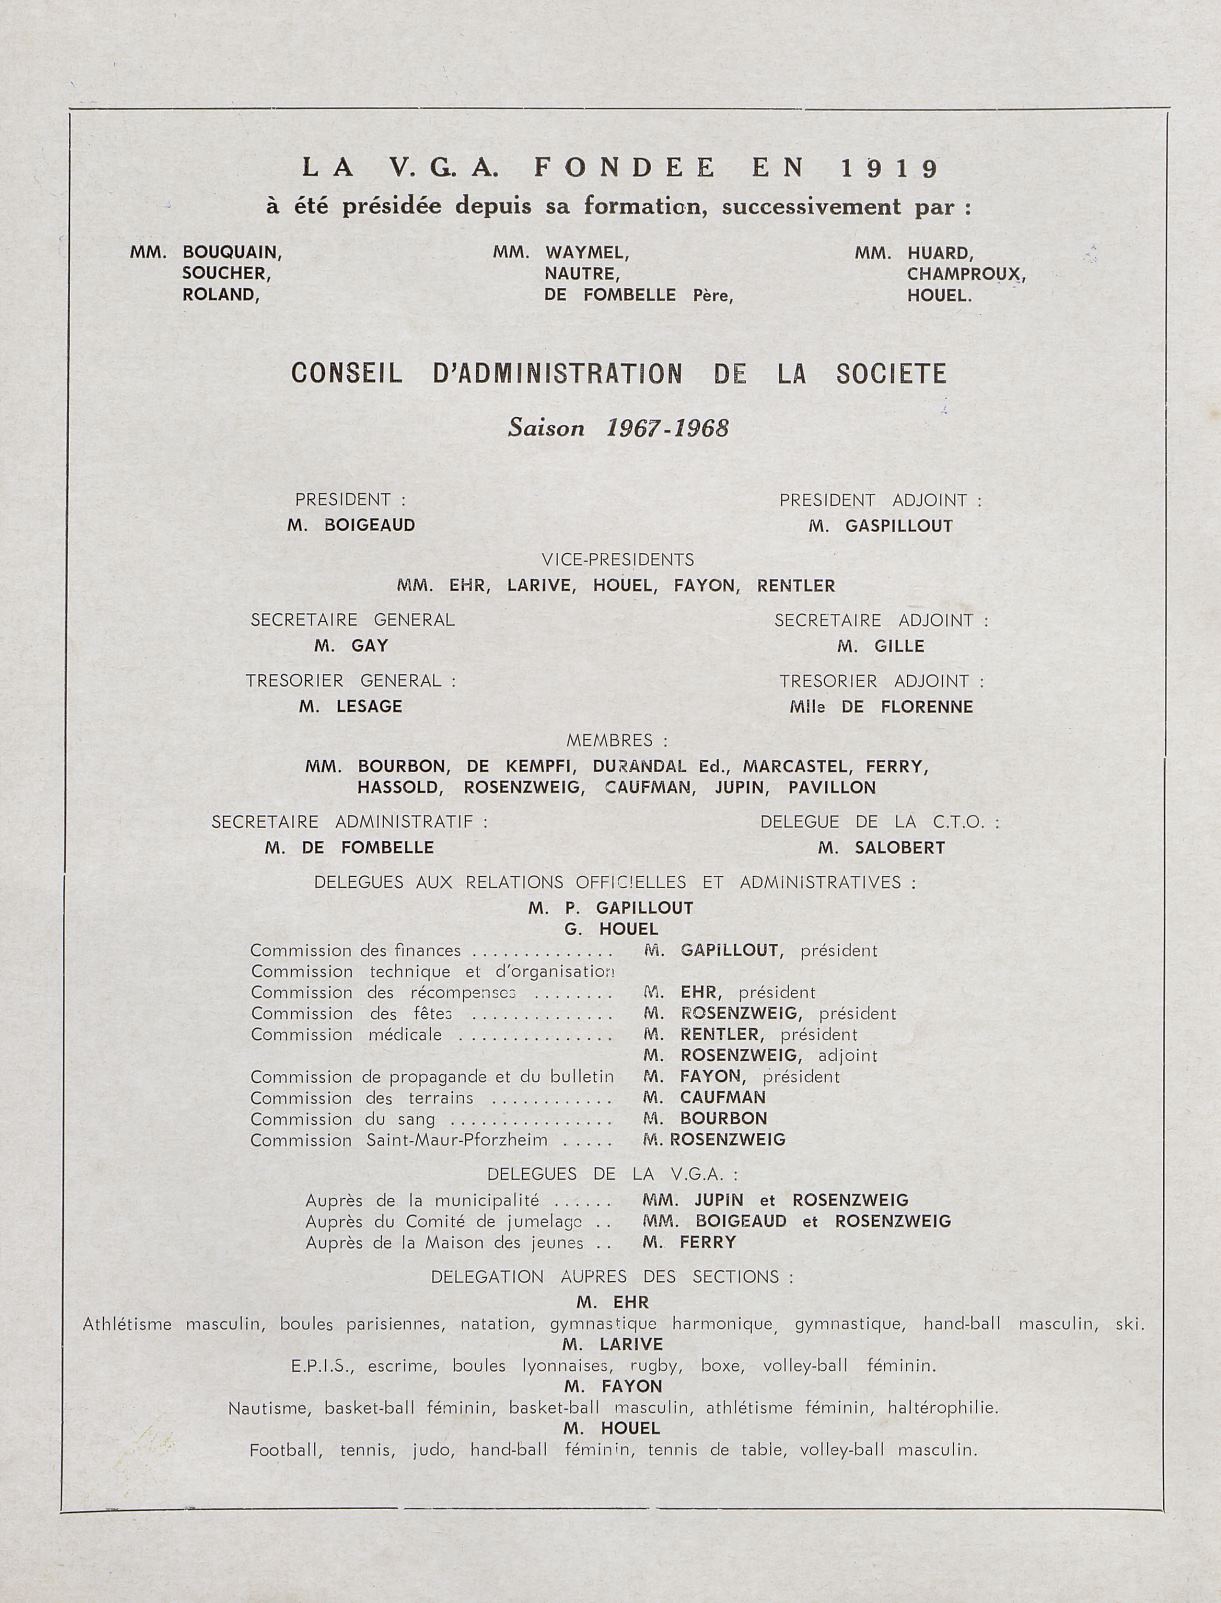 LA V.G.A. FONDEE EN 1919
à été présidée depuis sa formation, successivement par :
MM. BOUQUAIN, MM. WAYMEL, MM. HUARD,
SOUCHER, NAUTRE, CHAMPROUX,
ROLAND, DE FOMBELLE Père, HOUEL.
CONSEIL D'ADMINISTRATION DE LA SOCIETE
Saison 1967-1968
PRESIDENT : PRESIDENT ADJOINT :
M. BOIGEAUD M. GASPILLOUT
VICE-PRESIDENTS
MM. EHR, LARIVE, HOUEL, FAYON, RENTLER
SECRETAIRE GENERAL SECRETAIRE ADJOINT :
M. GAY M. GILLE
TRESORIER GENERAL : TRESORIER ADJOINT :
M. LESAGE Mlle DE FLORENNE
MEMBRES :
MM. BOURBON, DE KEMPFI, DURANDAL Ed., MARCASTEL, FERRY,
HASSOLD, ROSENZWEIG, CAUFMAN, JUPIN, PAVILLON
SECRETAIRE ADMINISTRATIF : DELEGUE DE LA C.T.O. :
M. DE FOMBELLE M. SALOBERT
DELEGUES AUX RELATIONS OFFICIELLES ET ADMINISTRATIVES :
M. P. GAPILLOUT
G. HOUEL
Commission des finances .............. M. GAPILLOUT, président
Commission technique et d'organisation
Commission des récompenses ........ M. EHR, président
Commission des fêtes .............. M. ROSENZWEIG, président
Commission médicale ............... M. RENTLER, président
M. ROSENZWEIG, adjoint
Commission de propagande et du bulletin M. FAYON, président
Commission des terrains ............ M. CAUFMAN
Commission du sang ................ M. BOURBON
Commission Saint-Maur-Pforzheim ..... M. ROSENZWEIG
DELEGUES DE LA V.G.A. :
Auprès de la municipalité ...... MM. JUPIN et ROSENZWEIG
Auprès du Comité de jumelage .. MM. BOIGEAUD et ROSENZWEIG
Auprès de la Maison des jeunes .. M. FERRY
DELEGATION AUPRES DES SECTIONS :
M. EHR
Athlétisme masculin, boules parisiennes, natation, gymnastique harmonique, gymnastique, hand-ball masculin, ski.
M. LARIVE
E.P.I.S., escrime, boules lyonnaises, rugby, boxe, volley-ball féminin.
M. FAYON
Nautisme, basket-ball féminin, basket-ball masculin, athlétisme féminin, haltérophilie.
M. HOUEL
Football, tennis, judo, hand-ball féminin, tennis de table, volley-ball masculin.